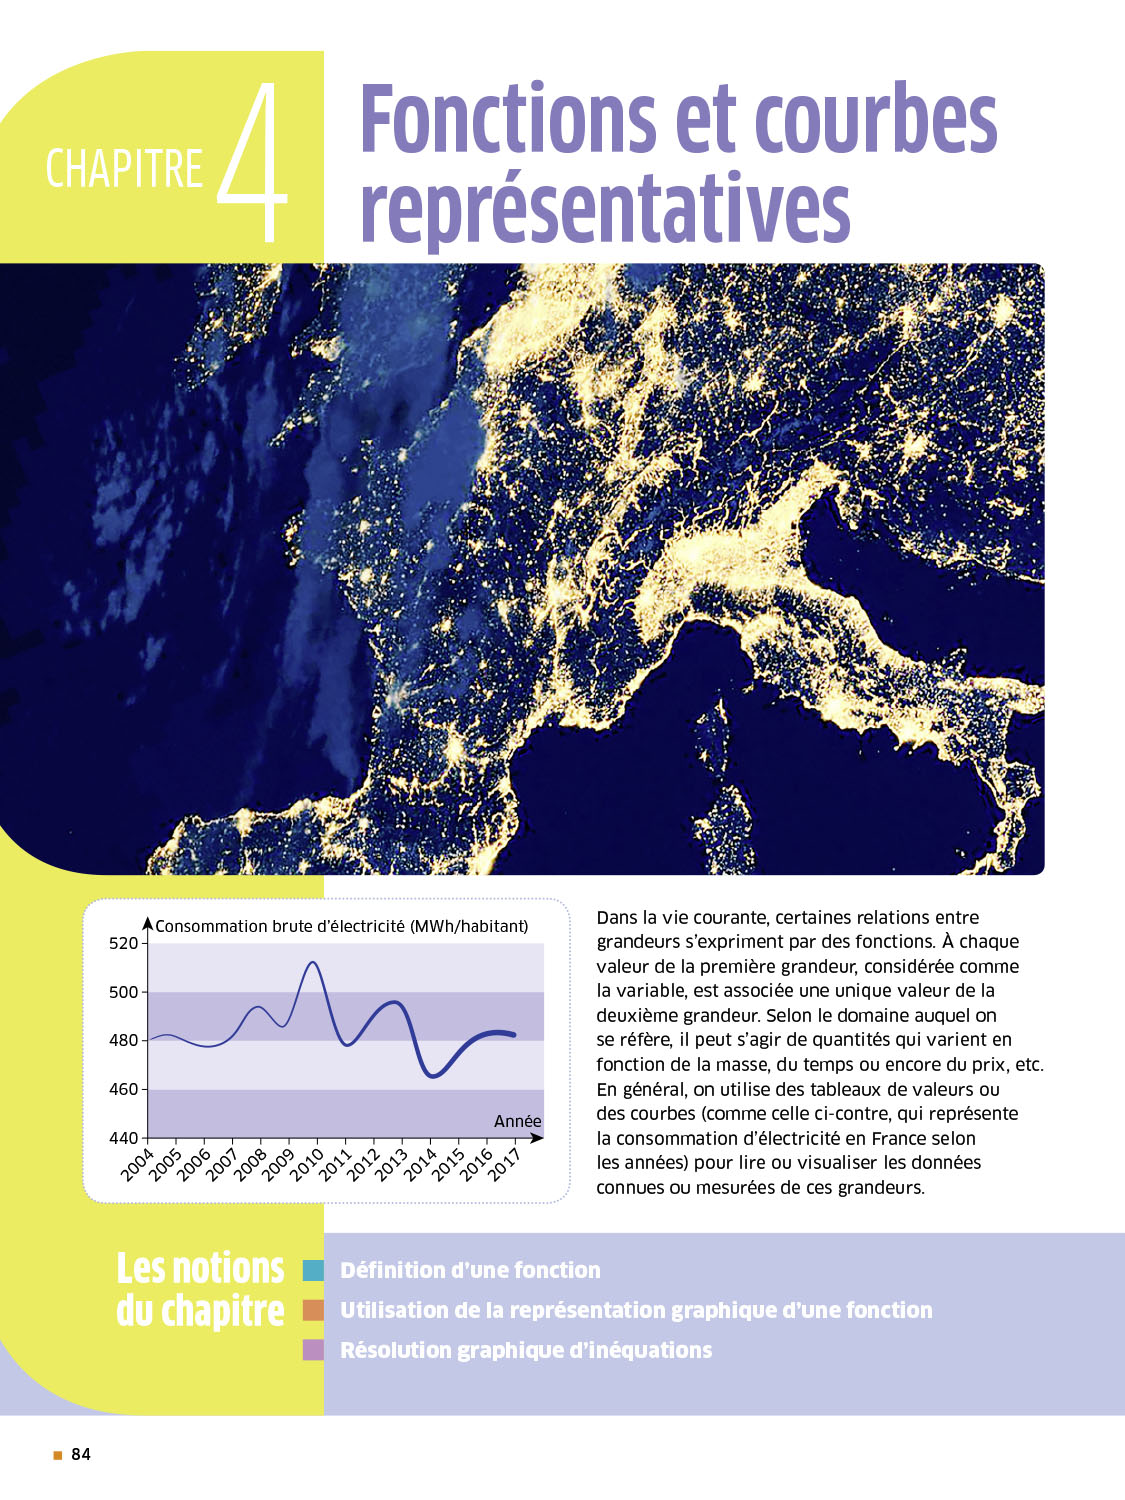 CHAPITRE 4
Fonctions et courbes
représentatives
Consommation brute d'électricité (MWh/habitant)
520
500
480
460
440
Année
2004 2005 2006 2007 2008 2009 2010 2011 2012 2013 2014 2015 2016 2017
Dans la vie courante, certaines relations entre
grandeurs s'expriment par des fonctions. À chaque
valeur de la première grandeur, considérée comme
la variable, est associée une unique valeur de la
deuxième grandeur. Selon le domaine auquel on
se réfère, il peut s'agir de quantités qui varient en
fonction de la masse, du temps ou encore du prix, etc.
En général, on utilise des tableaux de valeurs ou
des courbes (comme celle ci-contre, qui représente
la consommation d'électricité en France selon
les années) pour lire ou visualiser les données
connues ou mesurées de ces grandeurs.
Les notions
du chapitre
Définition d'une fonction
Utilisation de la représentation graphique d'une fonction
Résolution graphique d'inéquations
84